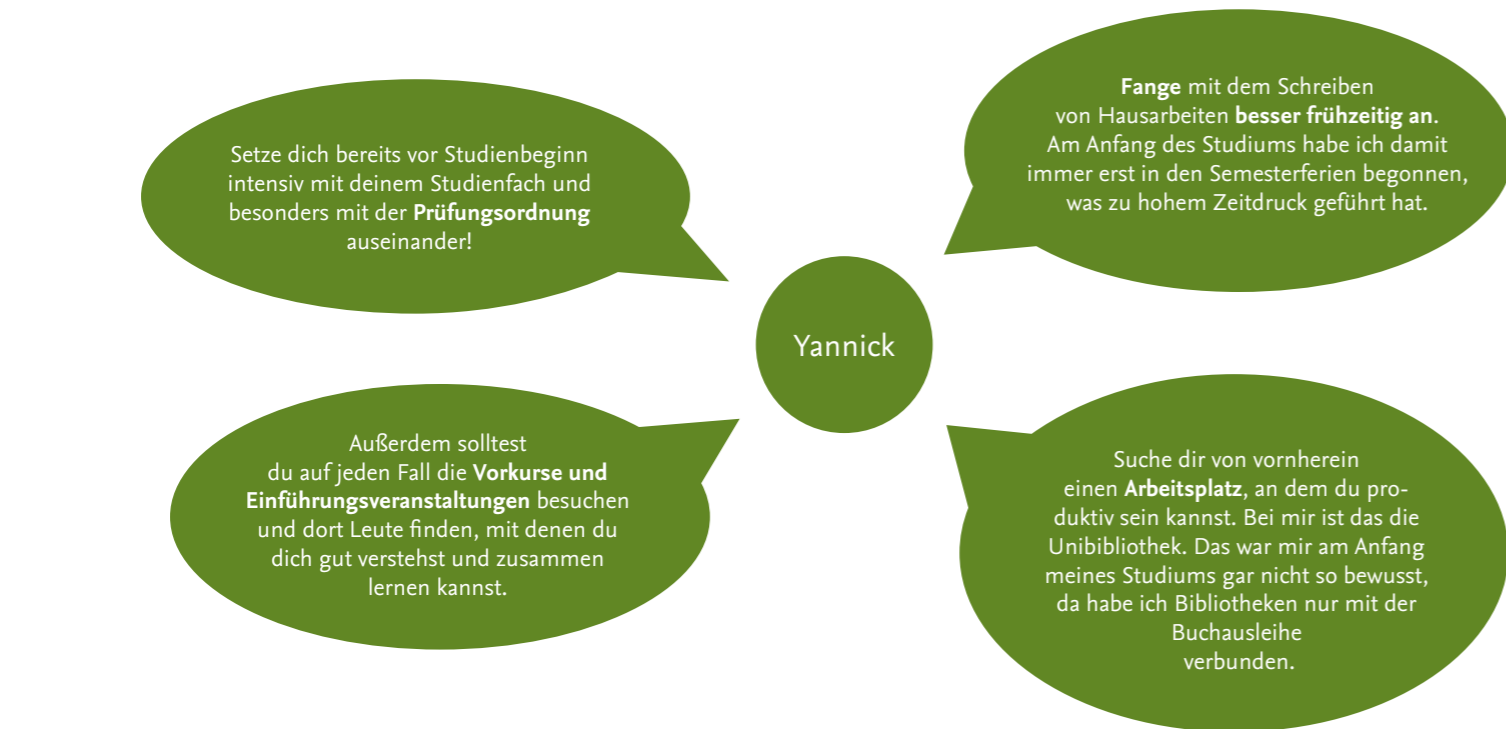 Setze dich bereits vor Studienbeginn
intensiv mit deinem Studienfach und
besonders mit der Prüfungsordnung
auseinander!
Fange mit dem Schreiben
von Hausarbeiten besser frühzeitig an.
Am Anfang des Studiums habe ich damit
immer erst in den Semesterferien begonnen,
was zu hohem Zeitdruck geführt hat.
Yannick
Außerdem solltest
du auf jeden Fall die Vorkurse und
Einführungsveranstaltungen besuchen
und dort Leute finden, mit denen du
dich gut verstehst und zusammen
lernen kannst.
Suche dir von vornherein
einen Arbeitsplatz, an dem du pro-
duktiv sein kannst. Bei mir ist das die
Unibibliothek. Das war mir am Anfang
meines Studiums gar nicht so bewusst,
da habe ich Bibliotheken nur mit der
Buchausleihe
verbunden.